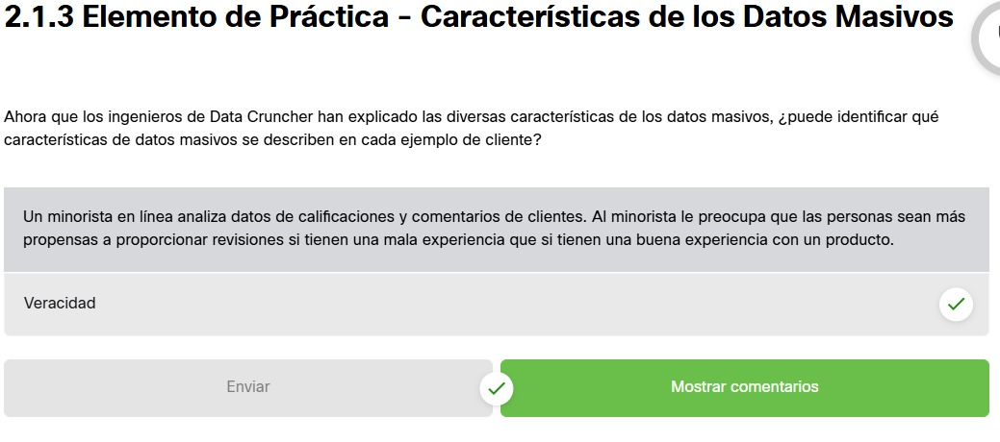 2.1.3 Elemento de Práctica - Características de los Datos Masivos
Ahora que los ingenieros de Data Cruncher han explicado las diversas características de los datos masivos, ¿puede identificar qué
características de datos masivos se describen en cada ejemplo de cliente?
Un minorista en línea analiza datos de calificaciones y comentarios de clientes. Al minorista le preocupa que las personas sean más
propensas a proporcionar revisiones si tienen una mala experiencia que si tienen una buena experiencia con un producto.
Veracidad
Enviar
Mostrar comentarios